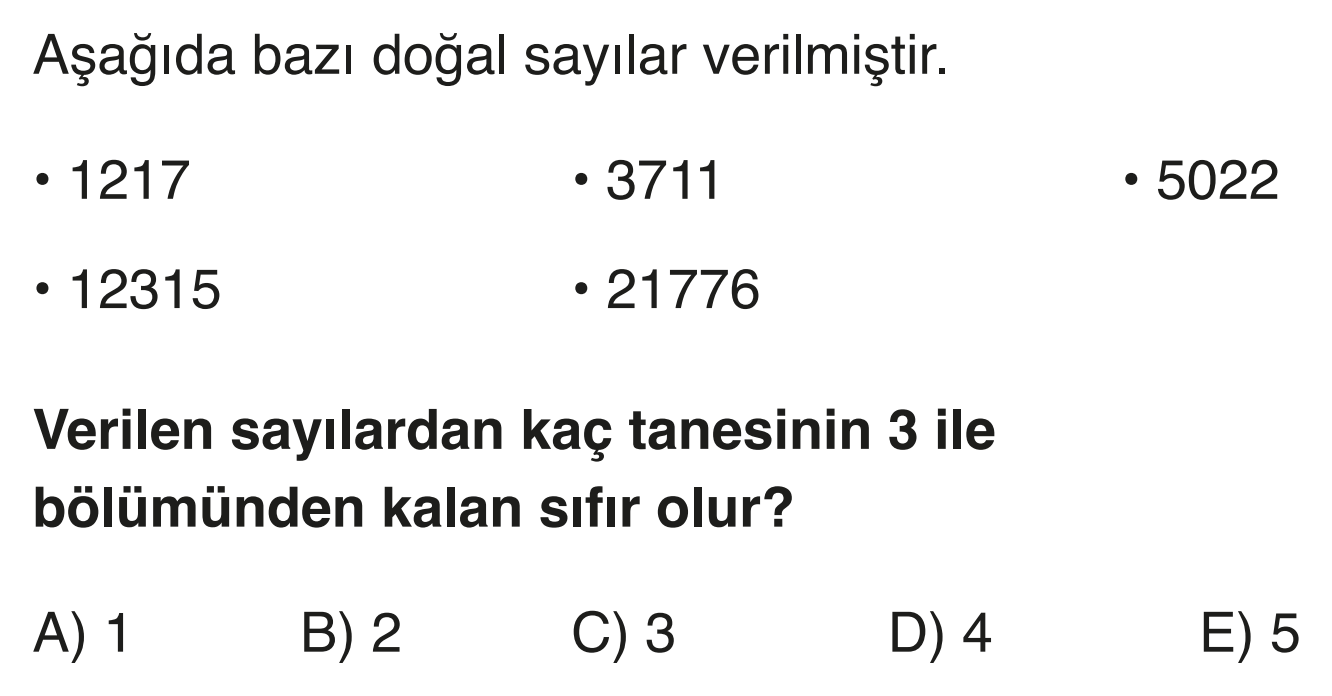 Aşağıda bazı doğal sayılar verilmiştir.
• 1217 • 3711 • 5022
• 12315 • 21776
Verilen sayılardan kaç tanesinin 3 ile
bölümünden kalan sıfır olur?
A) 1 B) 2 C) 3 D) 4 E) 5